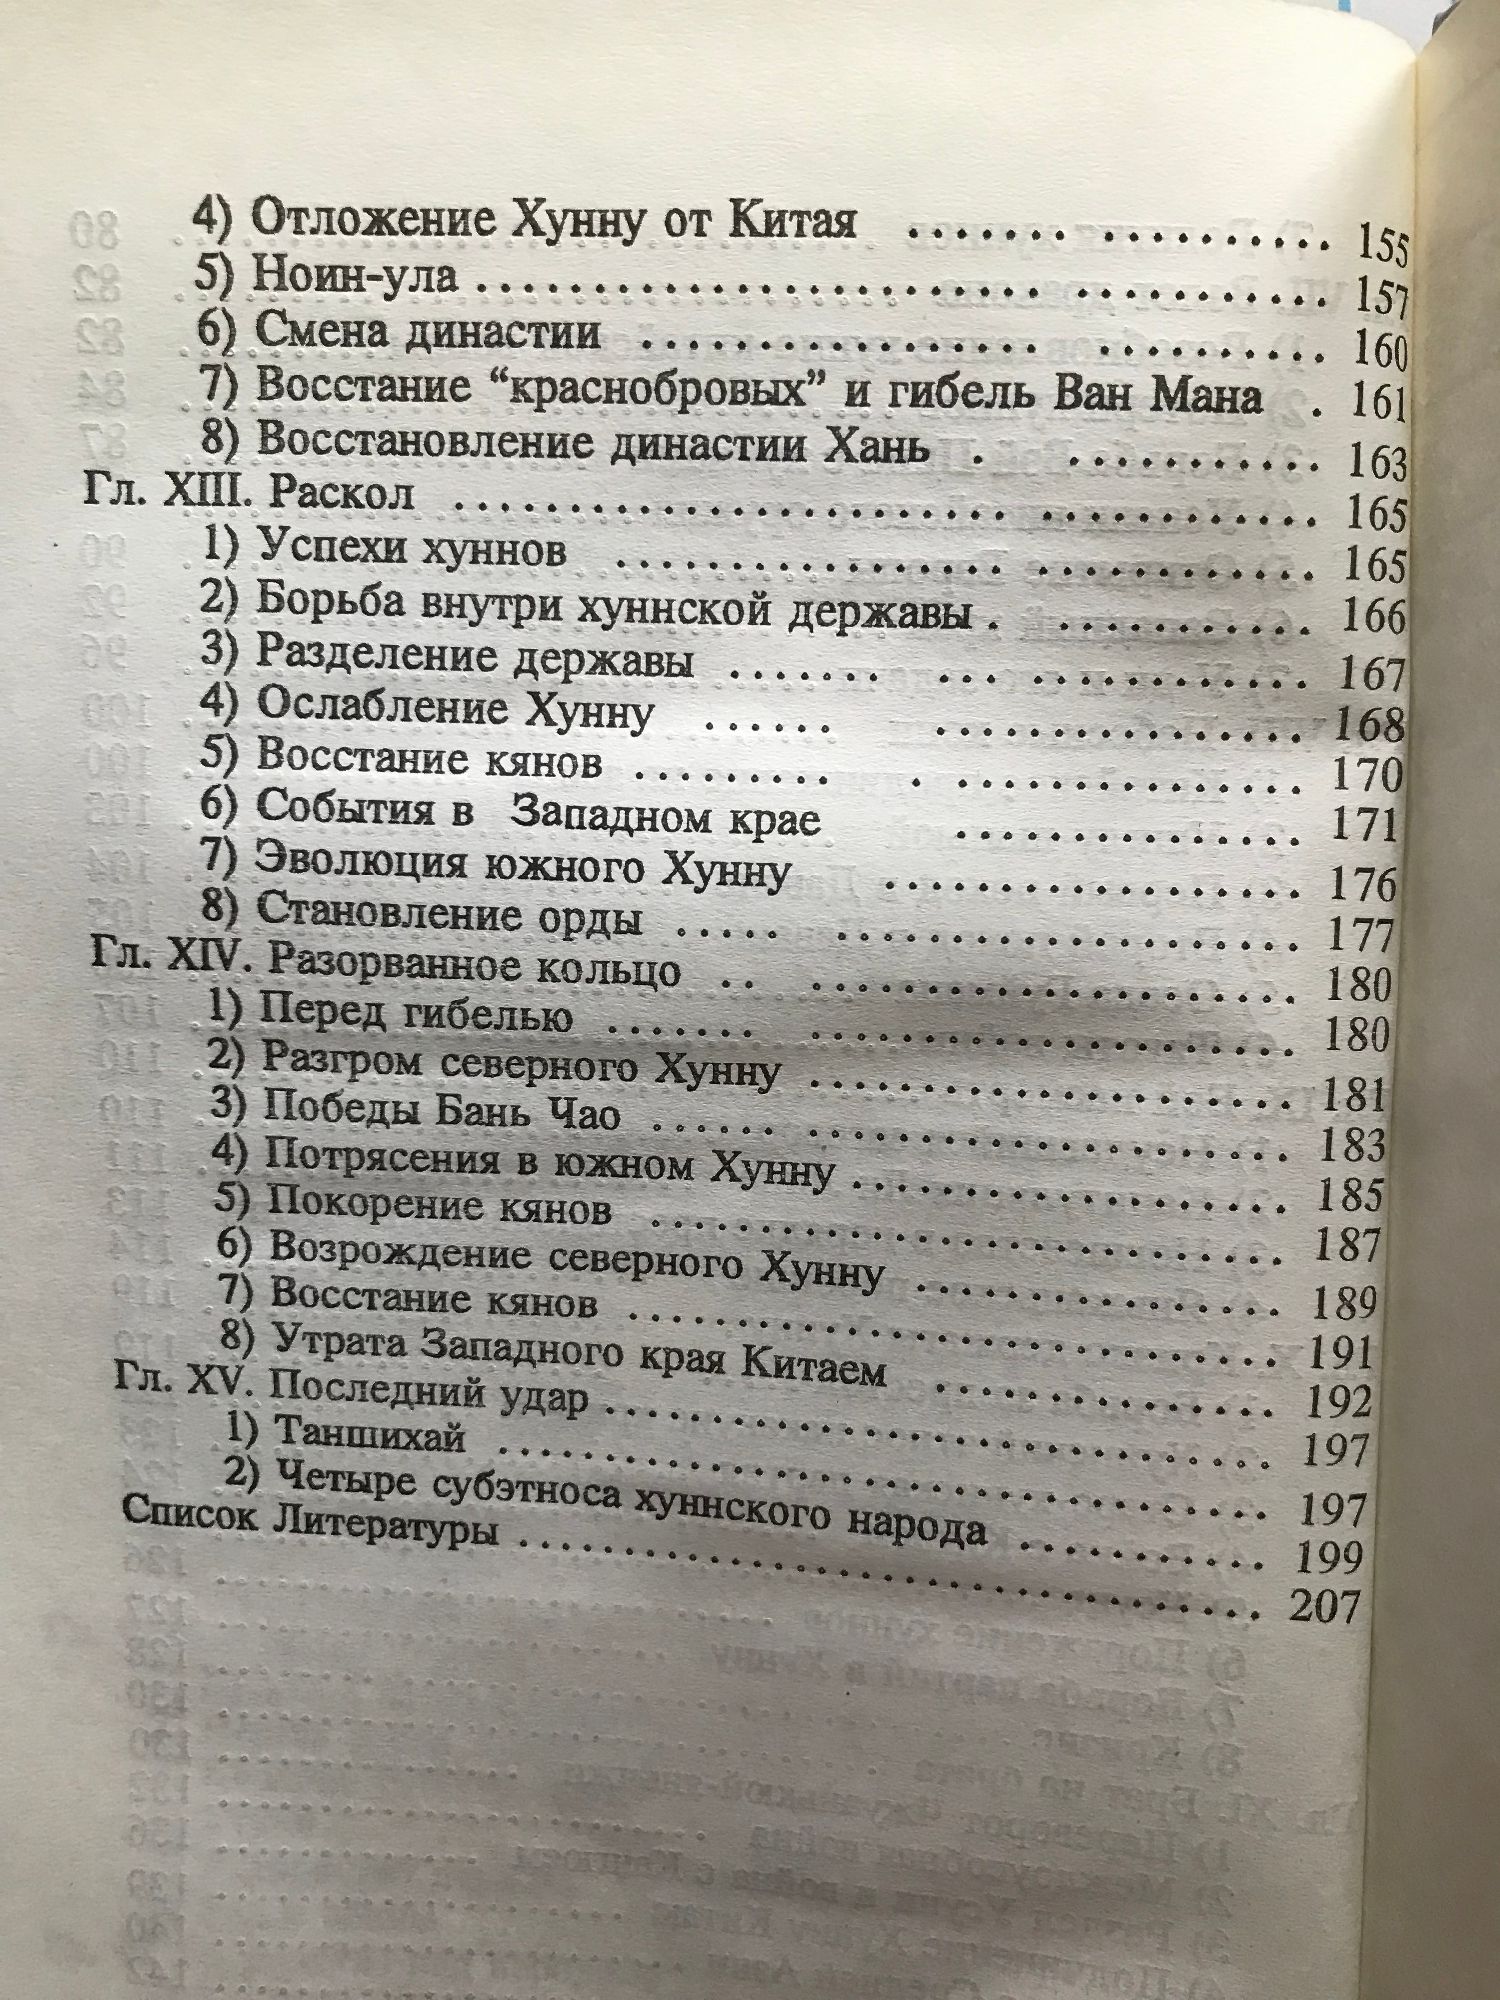 4) Отложение Хунну от Китая ....... .......... 155
5) Ноин-ула ........................ ........... 157
6) Смена династии ................. .......... 160
7) Восстание “краснобровых” и гибель Ван Мана . 161
8) Восстановление династии Хань . ........... 163
Гл. XIII. Раскол ........................ ............ 165
1) Успехи хуннов ................. ............ 165
2) Борьба внутри хуннской державы . ........... 166
3) Разделение державы ....... ... ............ 167
4) Ослабление Хунну ...... ................ 168
5) Восстание кянов ......... . ............... 170
6) События в Западном крае ............... 171
7) Эволюция южного Хунну .................. 176
8) Становление орды ..... .................... 177
Гл. XIV. Разорванное кольцо .. ..................... 180
1) Перед гибелью ....... ..................... 180
2) Разгром северного Хунну ..................... 181
3) Победы Бань Чао ...... ..................... 183
4) Потрясения в южном Хунну ................... 185
5) Покорение кянов ............................ 187
6) Возрождение северного Хунну ................ 189
7) Восстание кянов ............................. 191
8) Утрата Западного края Китаем ............... 192
Гл. XV. Последний удар .............................. 197
1) Таншихай ................................... 197
2) Четыре субэтноса хуннского народа ........... 199
Список Литературы ................................. 207